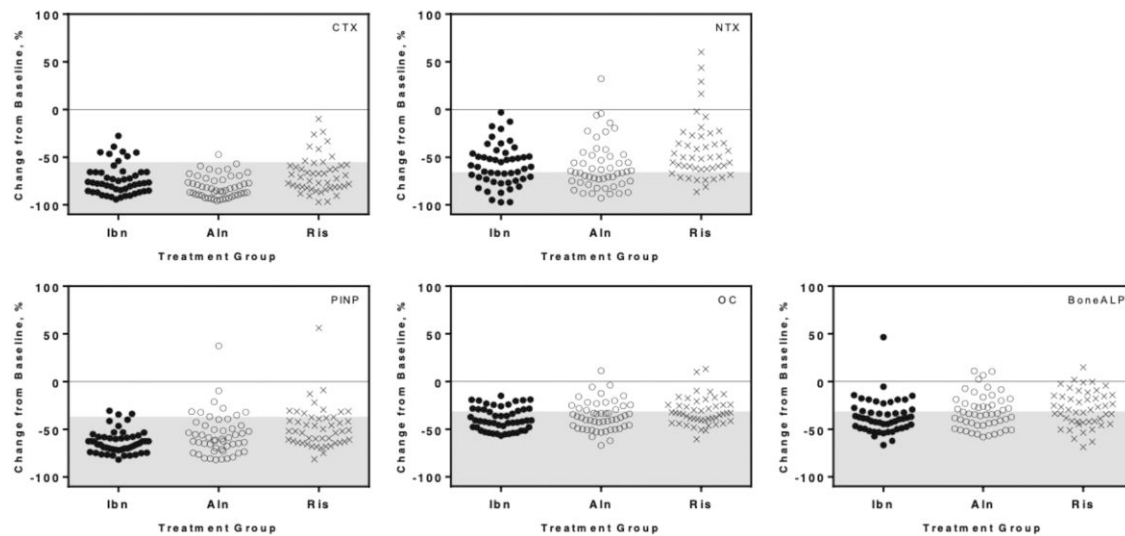 CTX
Change from Baseline, %
100
50
0
-50
-100
Ibn Aln Ris
Treatment Group
NTX
Change from Baseline, %
100
50
0
-50
-100
Ibn Aln Ris
Treatment Group
PINP
Change from Baseline, %
100
50
0
-50
-100
Ibn Aln Ris
Treatment Group
OC
Change from Baseline, %
100
50
0
-50
-100
Ibn Aln Ris
Treatment Group
BoneALP
Change from Baseline, %
100
50
0
-50
-100
Ibn Aln Ris
Treatment Group